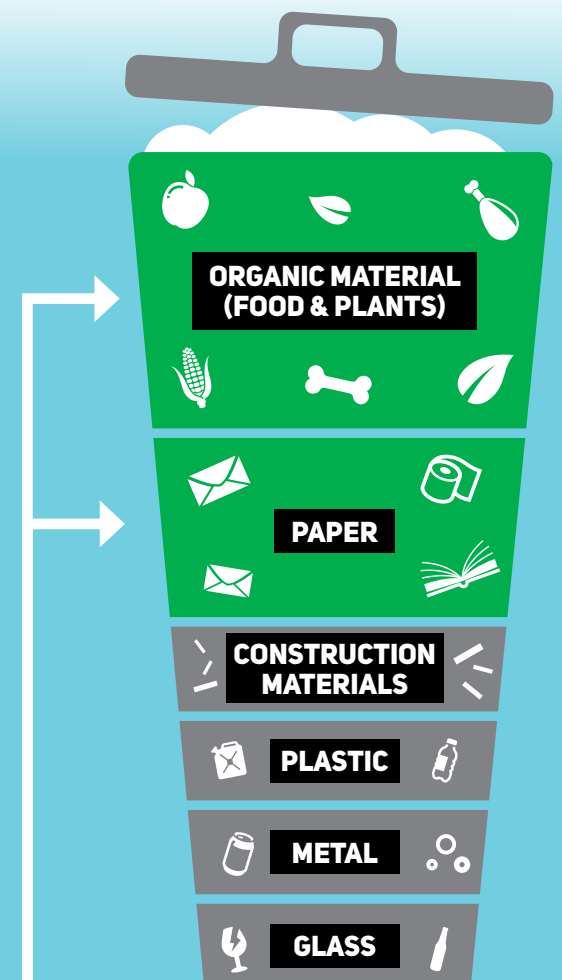 ORGANIC MATERIAL
(FOOD & PLANTS)
PAPER
CONSTRUCTION
MATERIALS
PLASTIC
METAL
GLASS